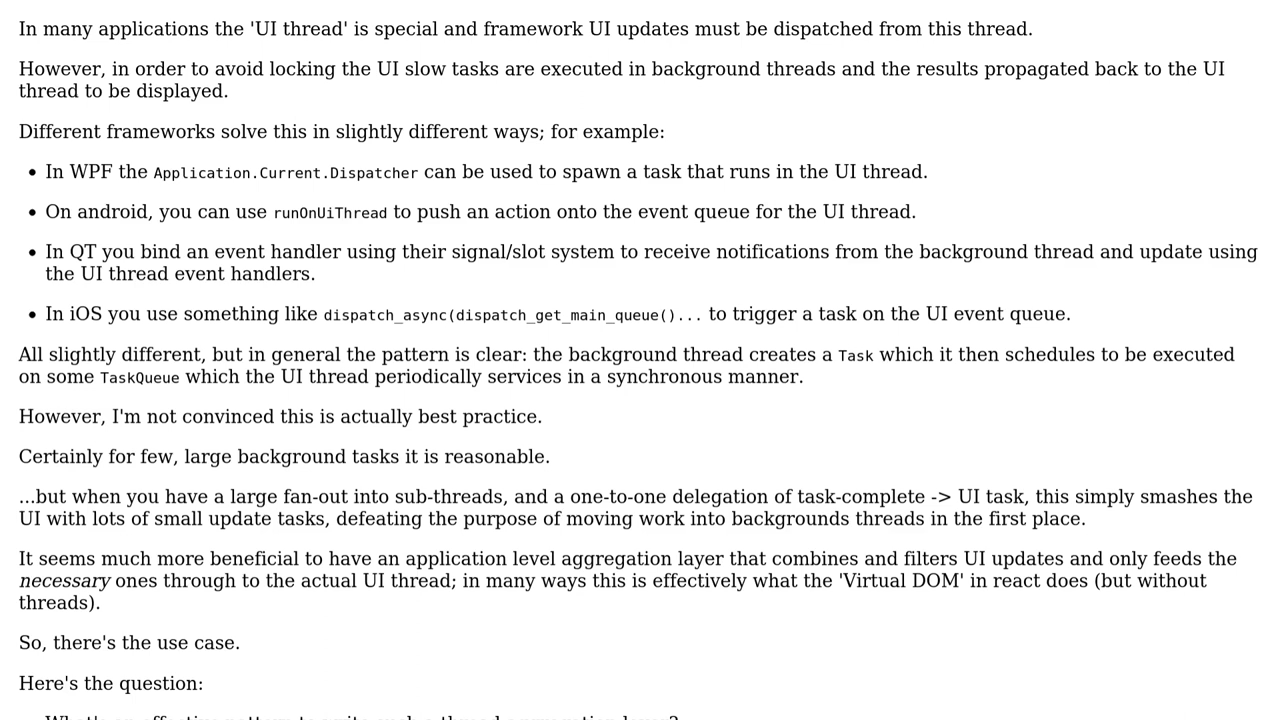 In many applications the 'UI thread' is special and framework UI updates must be dispatched from this thread.
However, in order to avoid locking the UI slow tasks are executed in background threads and the results propagated back to the UI
thread to be displayed.
Different frameworks solve this in slightly different ways; for example:
• In WPF the Application.Current.Dispatcher can be used to spawn a task that runs in the UI thread.
• On android, you can use runOnUiThread to push an action onto the event queue for the UI thread.
• In QT you bind an event handler using their signal/slot system to receive notifications from the background thread and update using
the UI thread event handlers.
• In iOS you use something like dispatch_async(dispatch_get_main_queue()... to trigger a task on the UI event queue.
All slightly different, but in general the pattern is clear: the background thread creates a Task which it then schedules to be executed
on some TaskQueue which the UI thread periodically services in a synchronous manner.
However, I'm not convinced this is actually best practice.
Certainly for few, large background tasks it is reasonable.
...but when you have a large fan-out into sub-threads, and a one-to-one delegation of task-complete -> UI task, this simply smashes the
UI with lots of small update tasks, defeating the purpose of moving work into backgrounds threads in the first place.
It seems much more beneficial to have an application level aggregation layer that combines and filters UI updates and only feeds the
necessary ones through to the actual UI thread; in many ways this is effectively what the 'Virtual DOM' in react does (but without
threads).
So, there's the use case.
Here's the question: